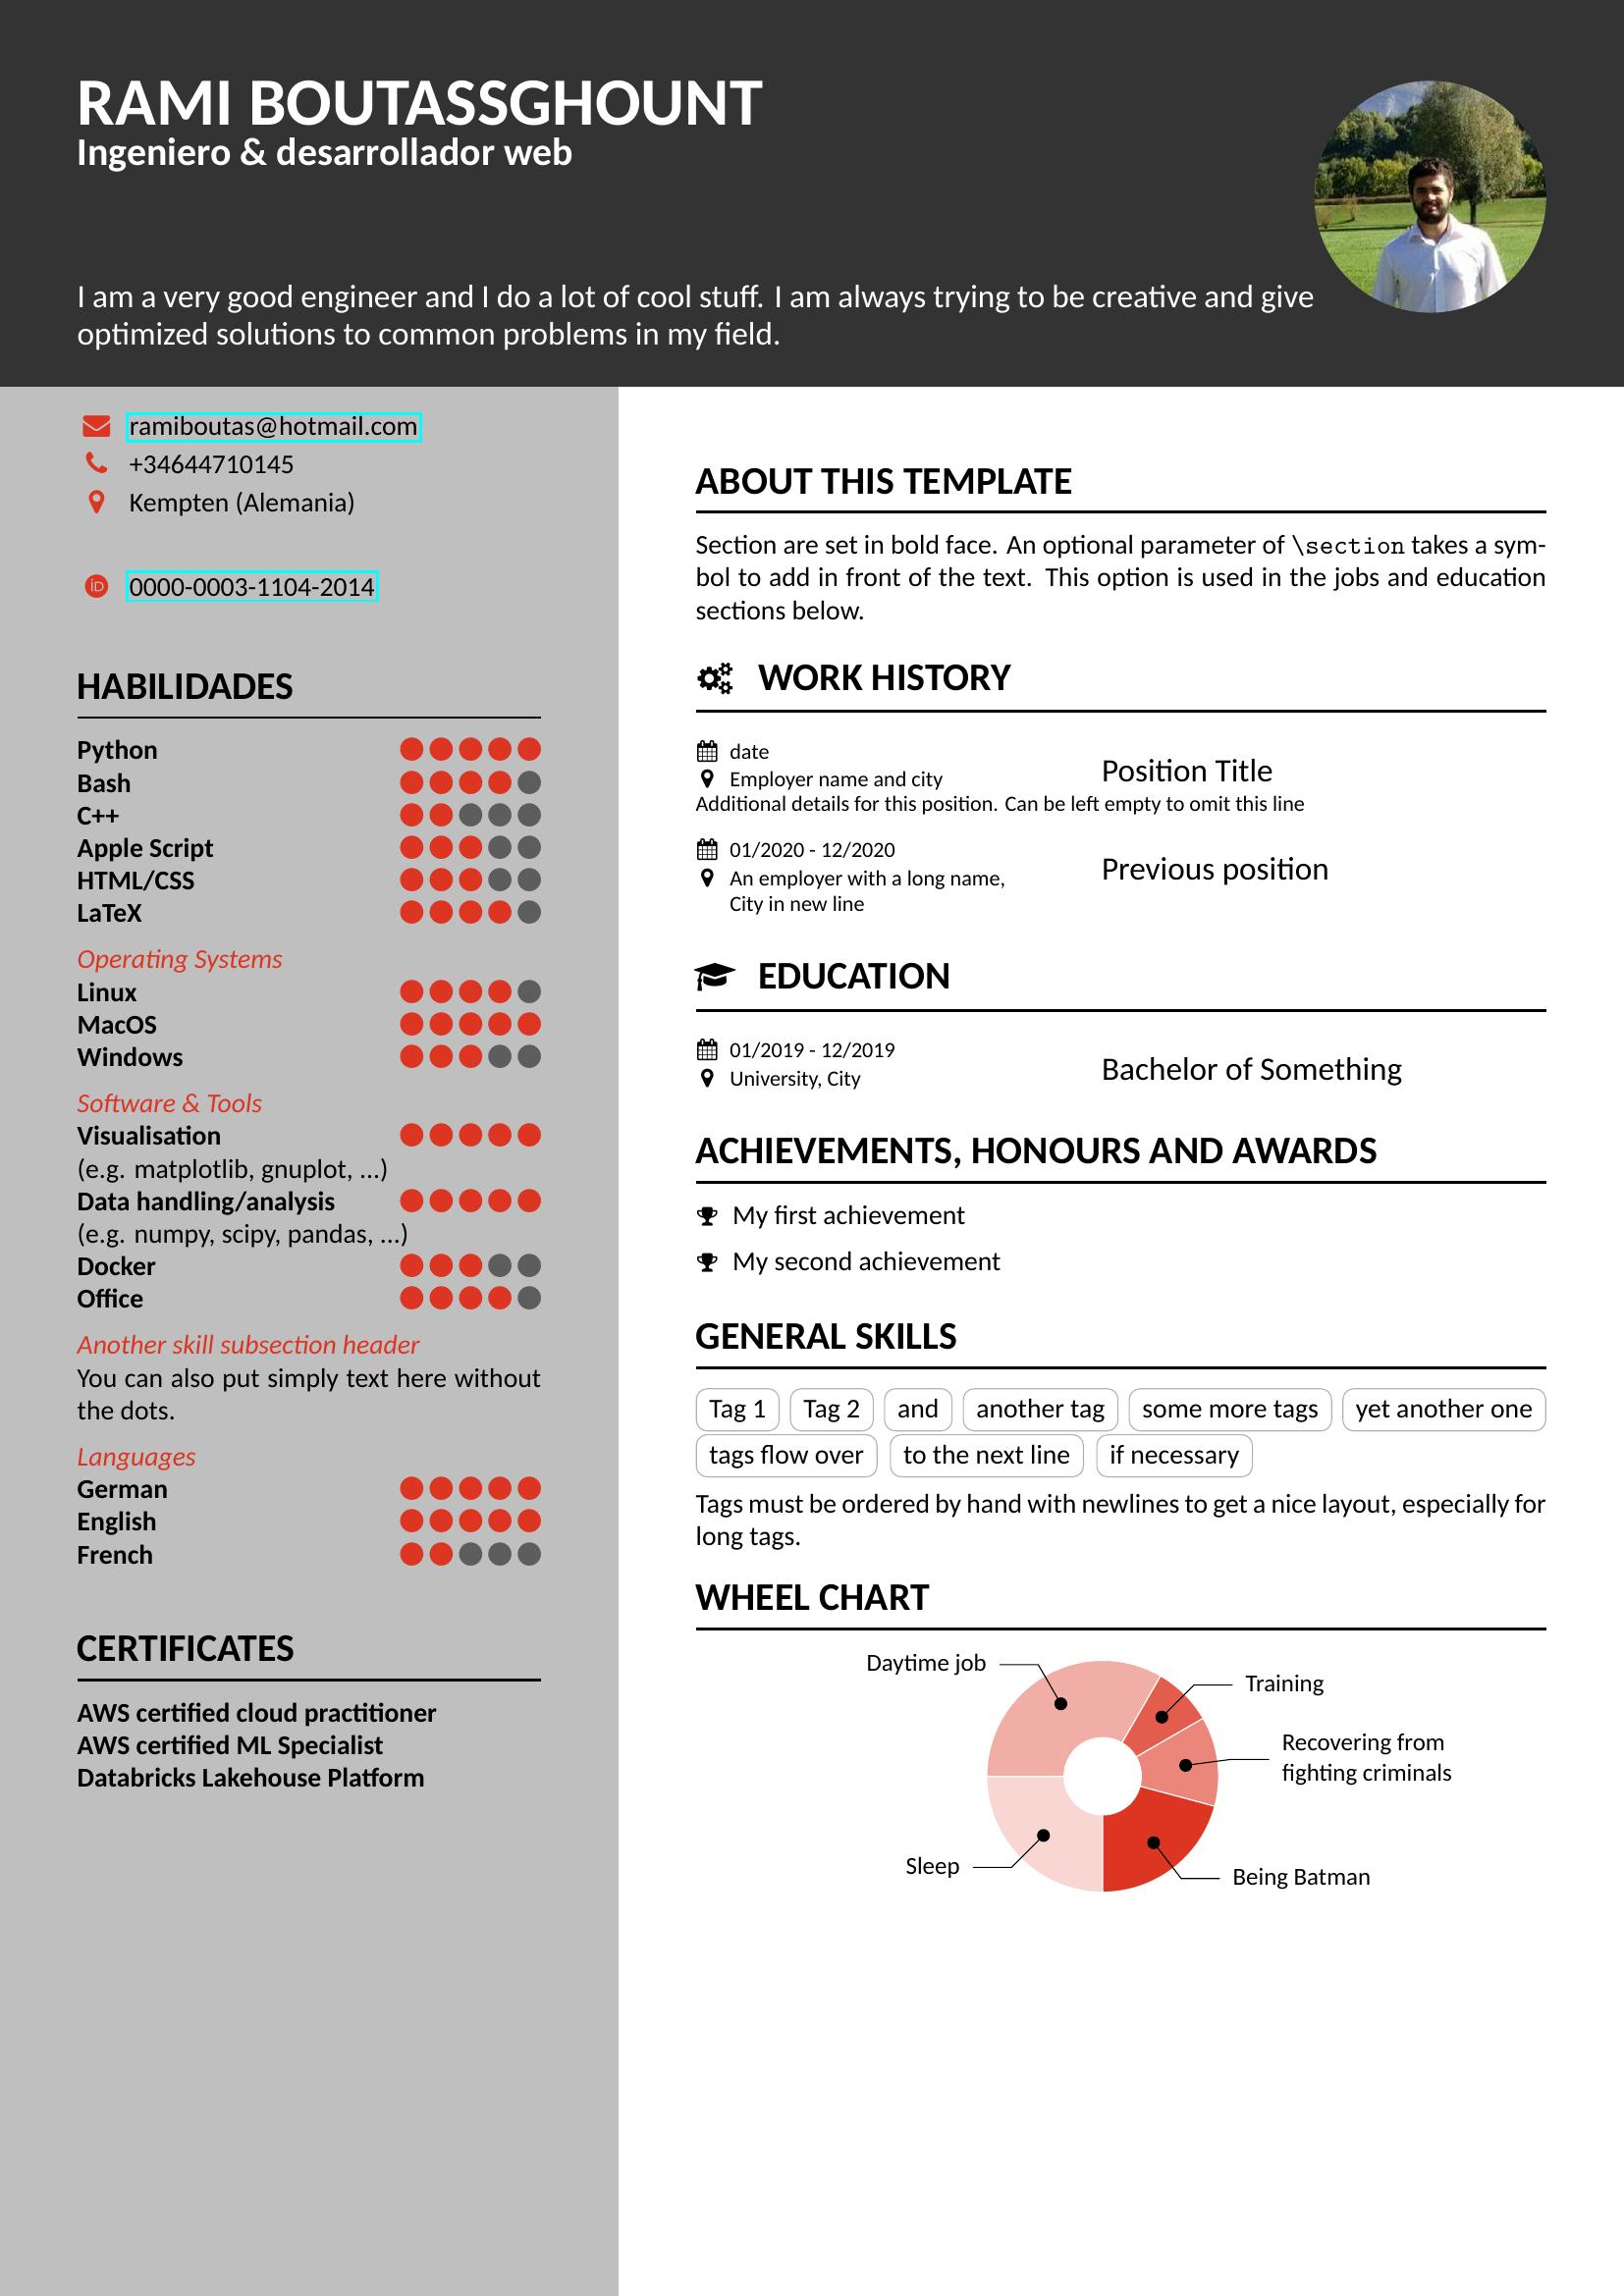 RAMI BOUTASSGHOUNT
Ingeniero & desarrollador web
I am a very good engineer and I do a lot of cool stuff. I am always trying to be creative and give
optimized solutions to common problems in my field.
ramiboutas@hotmail.com
+34644710145
Kempten (Alemania)
0000-0003-1104-2014
HABILIDADES
Python
Bash
C++
Apple Script
HTML/CSS
LaTeX
Operating Systems
Linux
MacOS
Windows
Software & Tools
Visualisation
(e.g. matplotlib, gnuplot, ...)
Data handling/analysis
(e.g. numpy, scipy, pandas, ...)
Docker
Office
Another skill subsection header
You can also put simply text here without
the dots.
Languages
German
English
French
CERTIFICATES
AWS certified cloud practitioner
AWS certified ML Specialist
Databricks Lakehouse Platform
ABOUT THIS TEMPLATE
Section are set in bold face. An optional parameter of \section takes a sym-
bol to add in front of the text. This option is used in the jobs and education
sections below.
WORK HISTORY
date
Employer name and city
Position Title
Additional details for this position. Can be left empty to omit this line
01/2020 - 12/2020
An employer with a long name,
City in new line
Previous position
EDUCATION
01/2019 - 12/2019
University, City
Bachelor of Something
ACHIEVEMENTS, HONOURS AND AWARDS
My first achievement
My second achievement
GENERAL SKILLS
Tag 1 Tag 2 and another tag some more tags yet another one
tags flow over to the next line if necessary
Tags must be ordered by hand with newlines to get a nice layout, especially for
long tags.
WHEEL CHART
Daytime job
Training
Recovering from
fighting criminals
Sleep
Being Batman